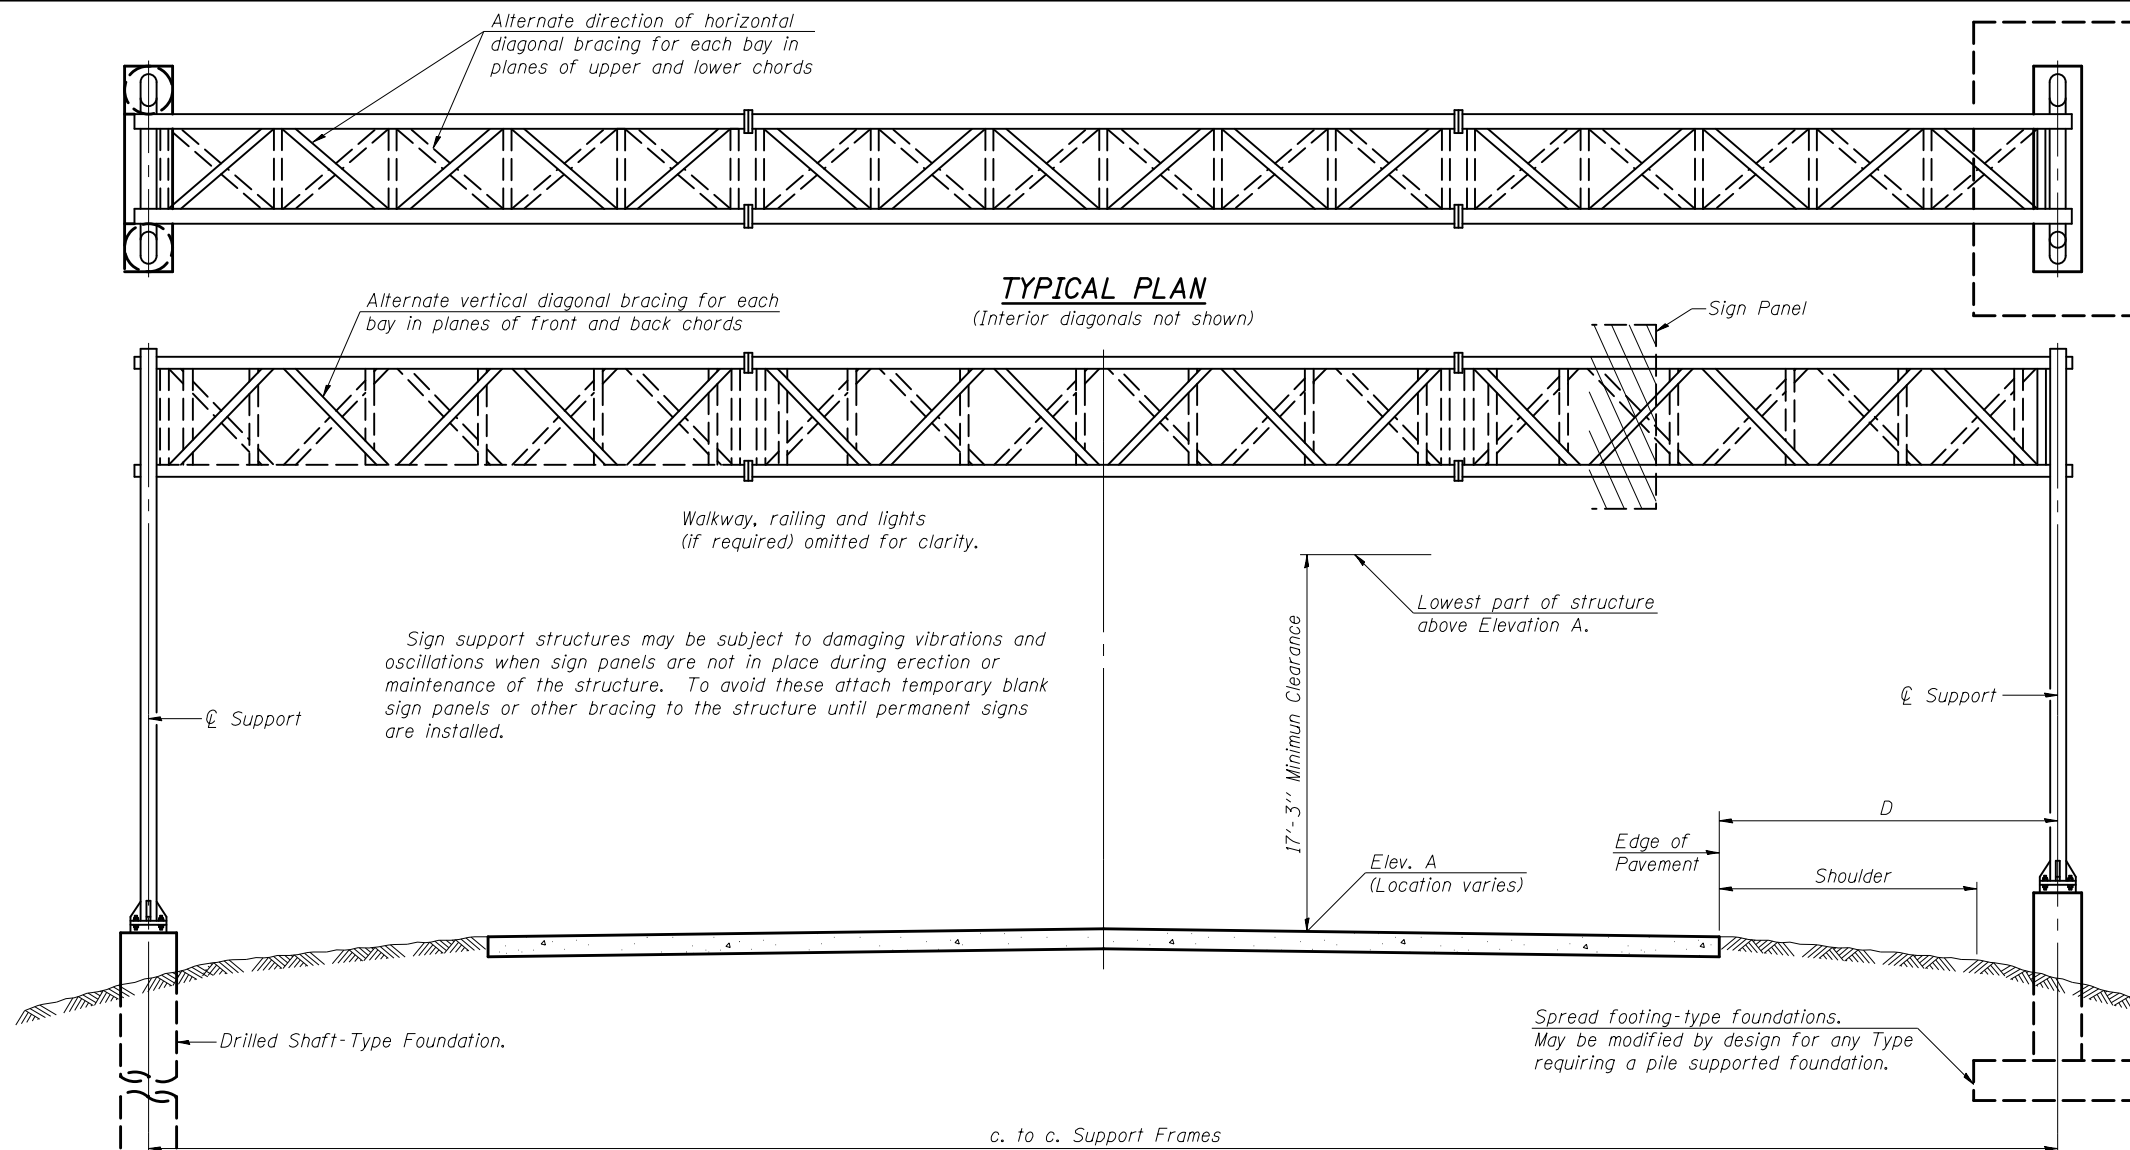 Alternate direction of horizontal
diagonal bracing for each bay in
planes of upper and lower chords
TYPICAL PLAN
(Interior diagonals not shown)
Alternate vertical diagonal bracing for each
bay in planes of front and back chords
Sign Panel
Walkway, railing and lights
(if required) omitted for clarity.
Lowest part of structure
above Elevation A.
Sign support structures may be subject to damaging vibrations and
oscillations when sign panels are not in place during erection or
maintenance of the structure. To avoid these attach temporary blank
sign panels or other bracing to the structure until permanent signs
are installed.
17'-3'' Minimun Clearance
℄ Support
℄ Support
D
Edge of
Pavement
Shoulder
Elev. A
(Location varies)
Drilled Shaft-Type Foundation.
Spread footing-type foundations.
May be modified by design for any Type
requiring a pile supported foundation.
c. to c. Support Frames